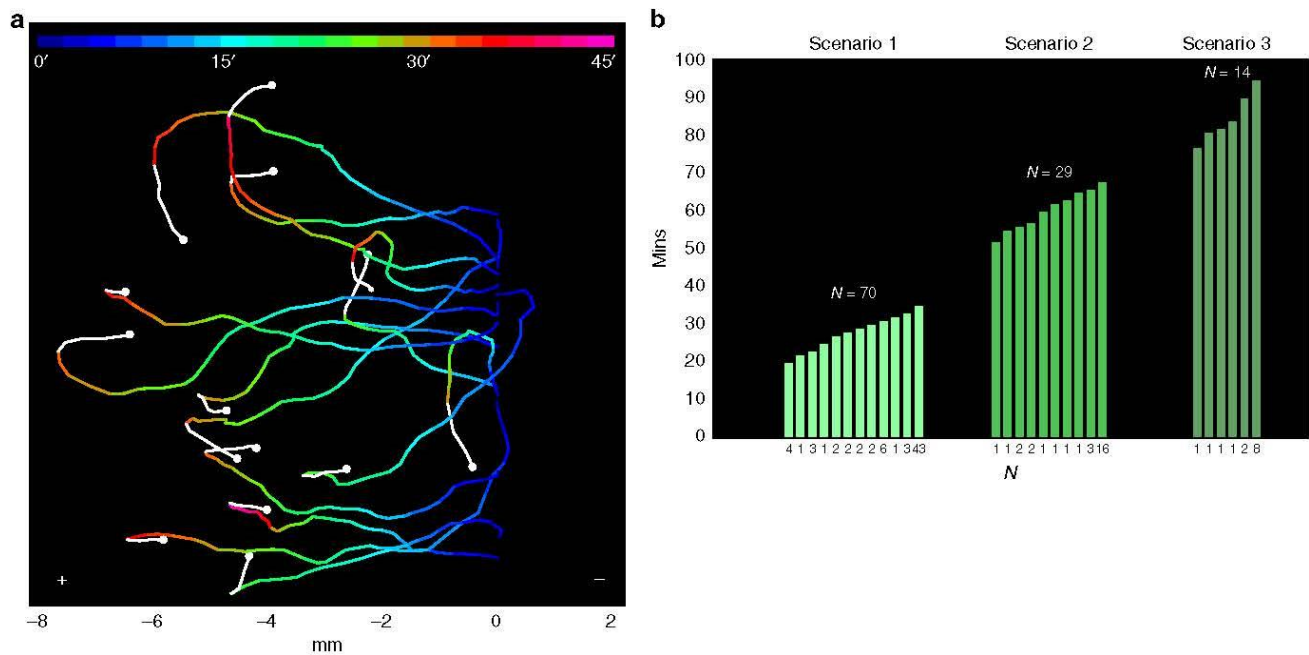 a
0′ 15′ 30′ 45′
+ −
−8 −6 −4 −2 0 2
mm
b
Scenario 1 Scenario 2 Scenario 3
100
90
80
70
60
50
40
30
20
10
0
Mins
N = 70
N = 29
N = 14
4 1 3 1 2 2 2 2 6 1 3 43
1 1 2 2 1 1 1 1 3 16
1 1 1 1 2 8
N